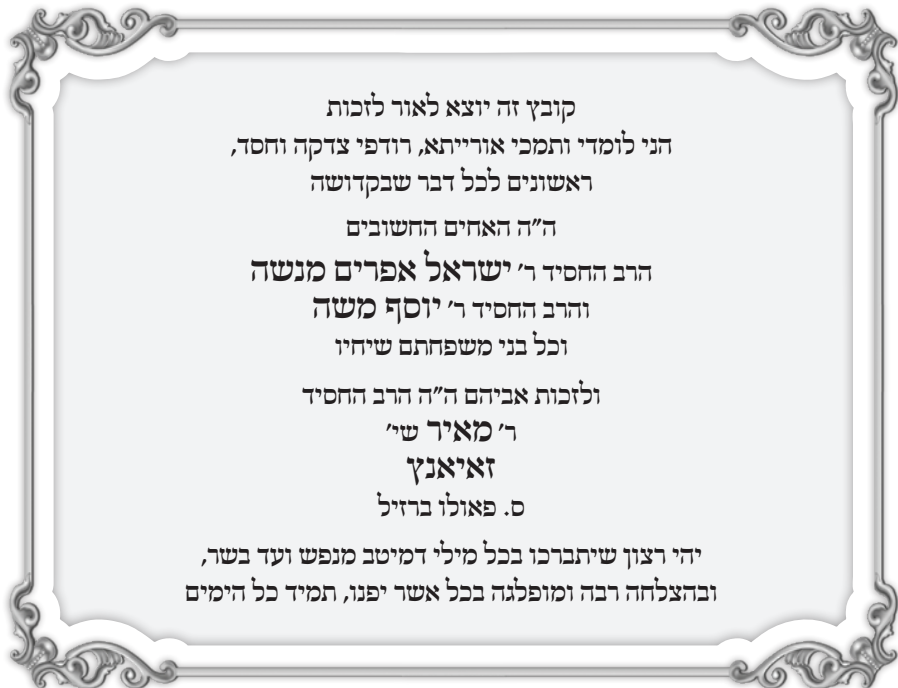 קובץ זה יוצא לאור לזכות
הני לומדי ותמכי אורייתא, רודפי צדקה וחסד,
ראשונים לכל דבר שבקדושה
ה"ה האחים החשובים
הרב החסיד ר' ישראל אפרים מנשה
והרב החסיד ר' יוסף משה
וכל בני משפחתם שיחיו
ולזכות אביהם ה"ה הרב החסיד
ר' מאיר שי'
זאיאנץ
ס. פאולו ברזיל
יהי רצון שיתברכו בכל מילי דמיטב מנפש ועד בשר,
ובהצלחה רבה ומופלגה בכל אשר יפנו, תמיד כל הימים